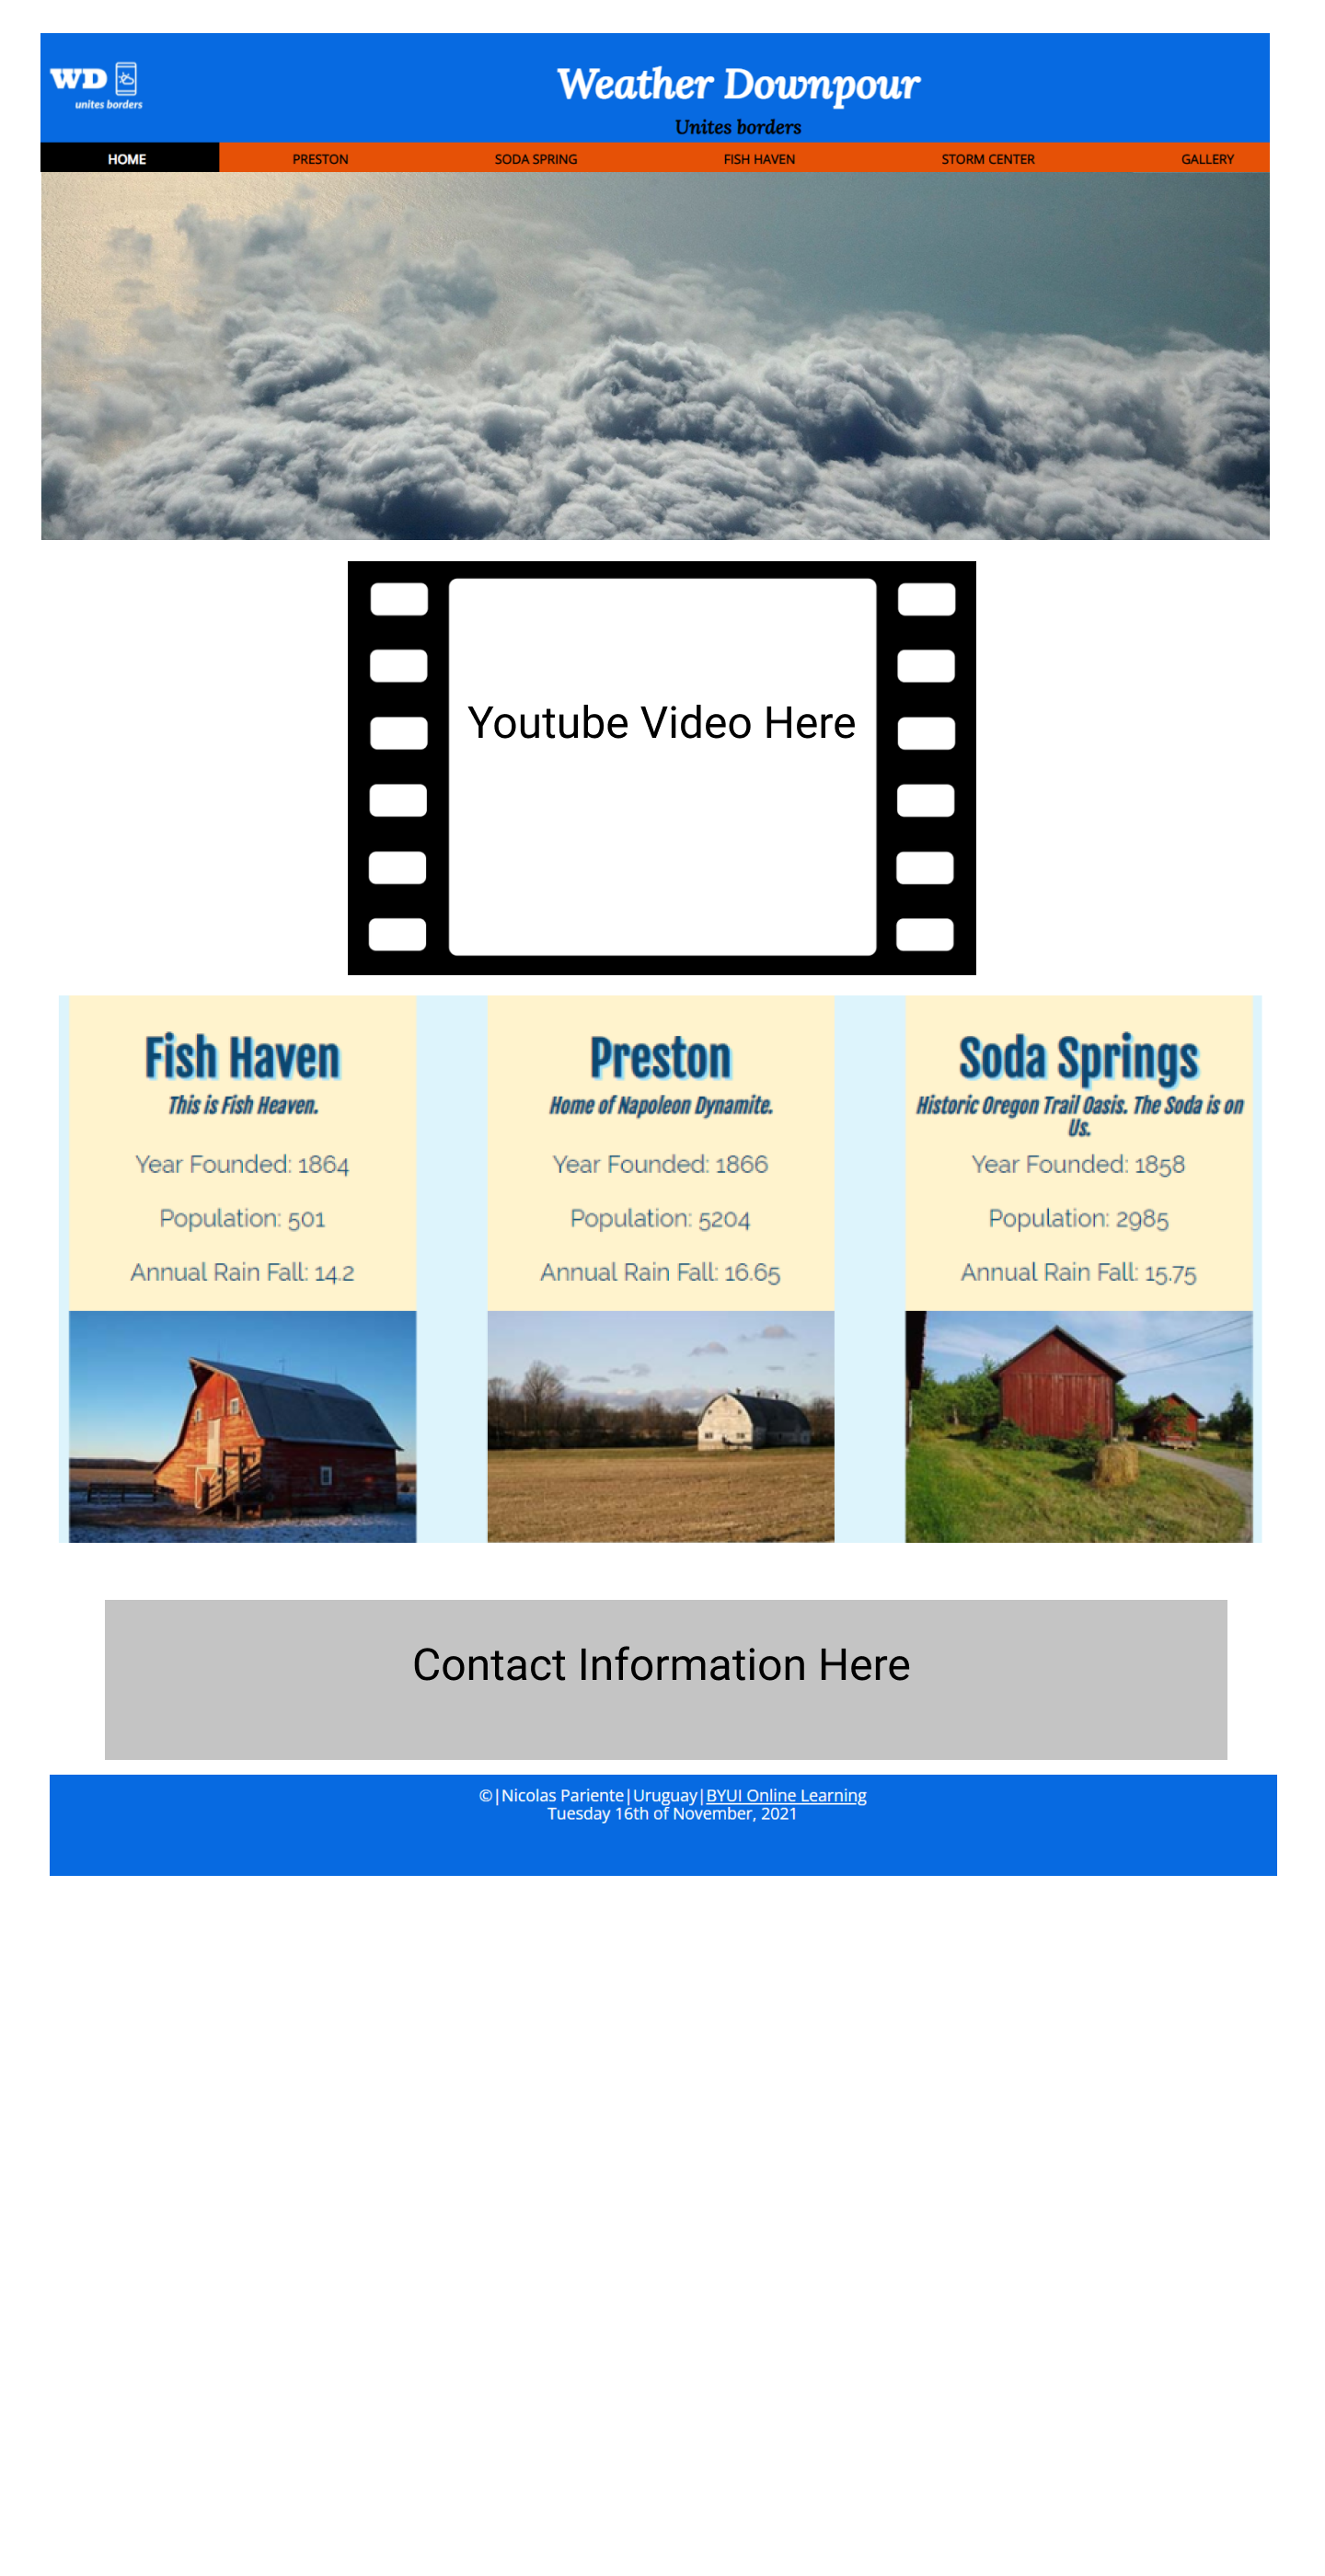 WD
unites borders
Weather Downpour
Unites borders
HOME PRESTON SODA SPRING FISH HAVEN STORM CENTER GALLERY
Youtube Video Here
Fish Haven
This is Fish Heaven.
Year Founded: 1864
Population: 501
Annual Rain Fall: 14.2
Preston
Home of Napoleon Dynamite.
Year Founded: 1866
Population: 5204
Annual Rain Fall: 16.65
Soda Springs
Historic Oregon Trail Oasis. The Soda is on
Us.
Year Founded: 1858
Population: 2985
Annual Rain Fall: 15.75
Contact Information Here
©|Nicolas Pariente|Uruguay|BYUI Online Learning
Tuesday 16th of November, 2021